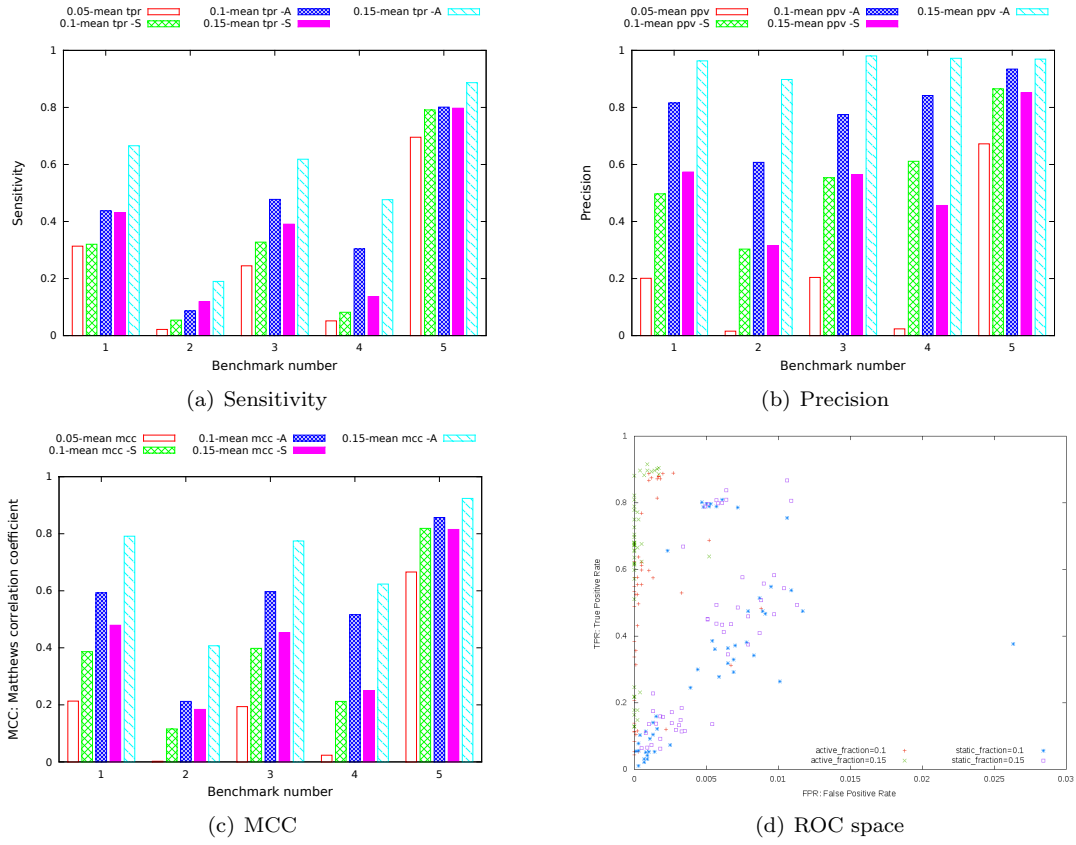 0.05-mean tpr 0.1-mean tpr -A 0.15-mean tpr -A
0.1-mean tpr -S 0.15-mean tpr -S
1
0.8
0.6
0.4
0.2
0
Sensitivity
1 2 3 4 5
Benchmark number
(a) Sensitivity
0.05-mean ppv 0.1-mean ppv -A 0.15-mean ppv -A
0.1-mean ppv -S 0.15-mean ppv -S
1
0.8
0.6
0.4
0.2
0
Precision
1 2 3 4 5
Benchmark number
(b) Precision
0.05-mean mcc 0.1-mean mcc -A 0.15-mean mcc -A
0.1-mean mcc -S 0.15-mean mcc -S
1
0.8
0.6
0.4
0.2
0
MCC: Matthews correlation coefficient
1 2 3 4 5
Benchmark number
(c) MCC
1
0.8
0.6
0.4
0.2
0
TPR: True Positive Rate
active_fraction=0.1 static_fraction=0.1
active_fraction=0.15 static_fraction=0.15
0 0.005 0.01 0.015 0.02 0.025 0.03
FPR: False Positive Rate
(d) ROC space